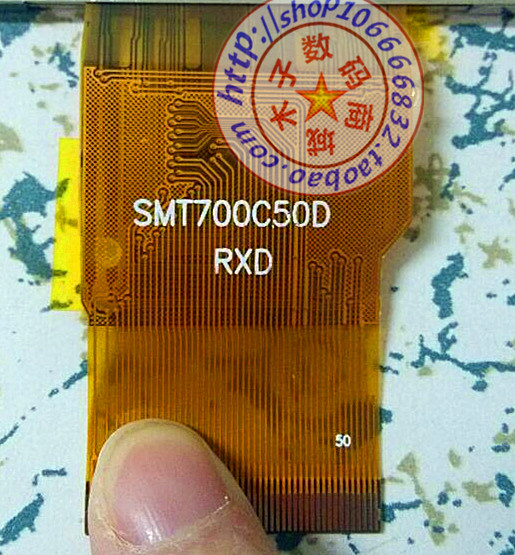 http://shop106666832.taobao.com
木子数码商城
SMT700C50D
RXD
50